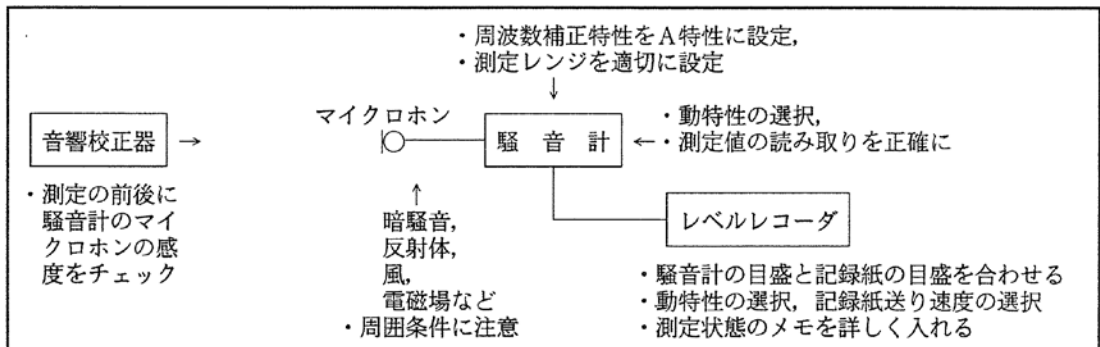 ・周波数補正特性をA特性に設定,
・測定レンジを適切に設定
↓
マイクロホン
音響校正器 →
騒 音 計
・動特性の選択,
←・測定値の読み取りを正確に
・測定の前後に
騒音計のマイ
クロホンの感
度をチェック
↑
暗騒音,
反射体,
風,
電磁場など
・周囲条件に注意
レベルレコーダ
・騒音計の目盛と記録紙の目盛を合わせる
・動特性の選択, 記録紙送り速度の選択
・測定状態のメモを詳しく入れる